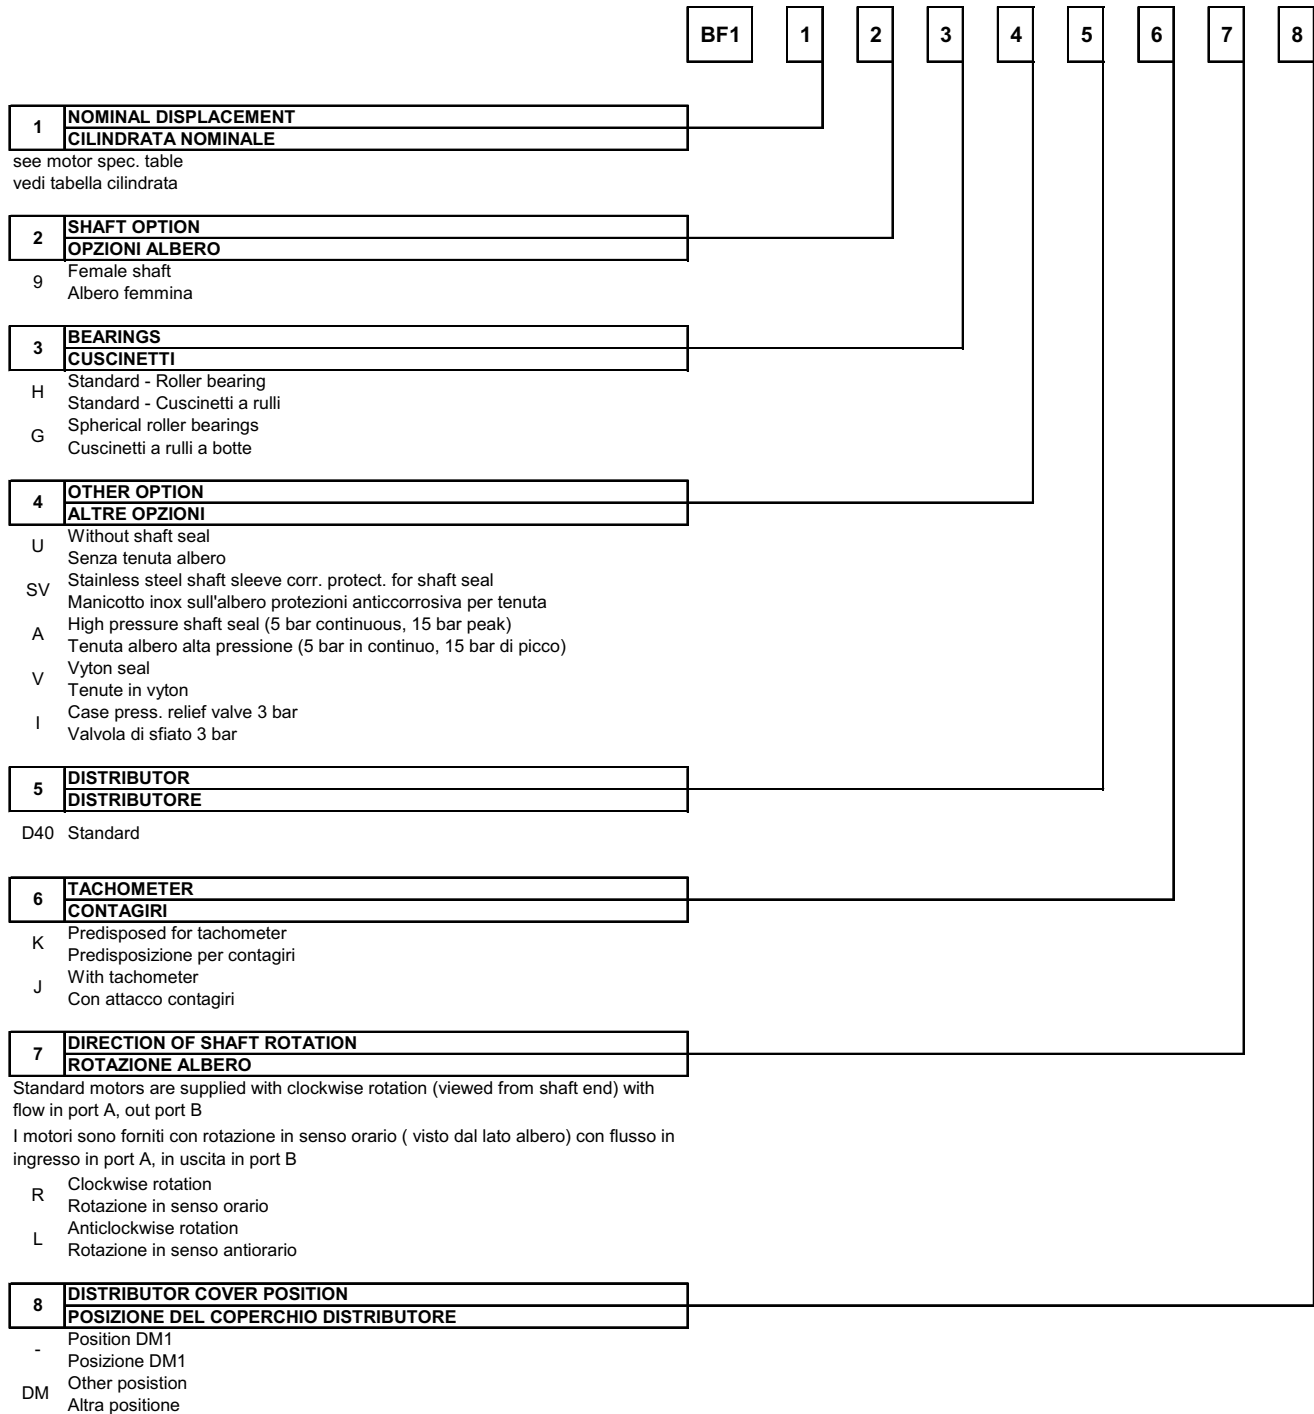 BF1 1 2 3 4 5 6 7 8
1 NOMINAL DISPLACEMENT
CILINDRATA NOMINALE
see motor spec. table
vedi tabella cilindrata
2 SHAFT OPTION
OPZIONI ALBERO
9 Female shaft
Albero femmina
3 BEARINGS
CUSCINETTI
H Standard - Roller bearing
Standard - Cuscinetti a rulli
G Spherical roller bearings
Cuscinetti a rulli a botte
4 OTHER OPTION
ALTRE OPZIONI
U Without shaft seal
Senza tenuta albero
SV Stainless steel shaft sleeve corr. protect. for shaft seal
Manicotto inox sull'albero protezioni anticcorrosiva per tenuta
A High pressure shaft seal (5 bar continuous, 15 bar peak)
Tenuta albero alta pressione (5 bar in continuo, 15 bar di picco)
V Vyton seal
Tenute in vyton
I Case press. relief valve 3 bar
Valvola di sfiato 3 bar
5 DISTRIBUTOR
DISTRIBUTORE
D40 Standard
6 TACHOMETER
CONTAGIRI
K Predisposed for tachometer
Predisposizione per contagiri
J With tachometer
Con attacco contagiri
7 DIRECTION OF SHAFT ROTATION
ROTAZIONE ALBERO
Standard motors are supplied with clockwise rotation (viewed from shaft end) with
flow in port A, out port B
I motori sono forniti con rotazione in senso orario ( visto dal lato albero) con flusso in
ingresso in port A, in uscita in port B
R Clockwise rotation
Rotazione in senso orario
L Anticlockwise rotation
Rotazione in senso antiorario
8 DISTRIBUTOR COVER POSITION
POSIZIONE DEL COPERCHIO DISTRIBUTORE
- Position DM1
Posizione DM1
DM Other posistion
Altra positione